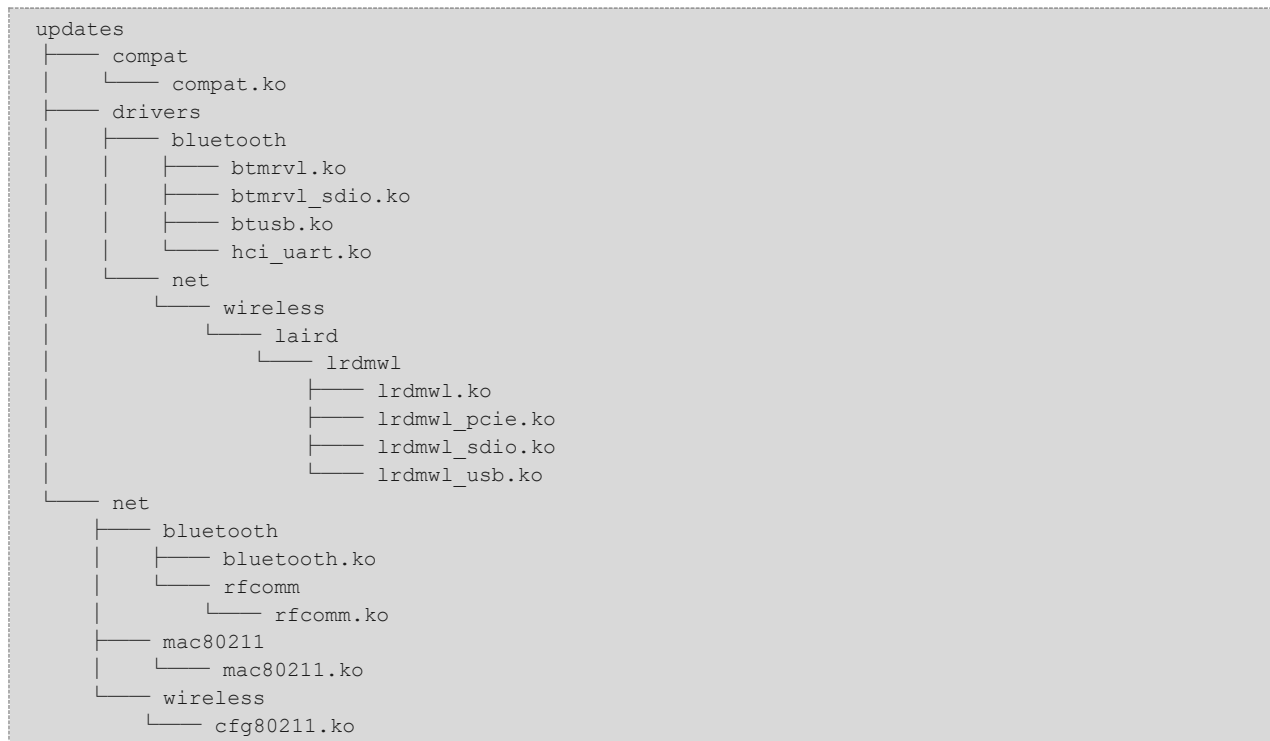 updates
├── compat
│   └── compat.ko
├── drivers
│   ├── bluetooth
│   │   ├── btmrvl.ko
│   │   ├── btmrvl_sdio.ko
│   │   ├── btusb.ko
│   │   └── hci_uart.ko
│   └── net
│       └── wireless
│           └── laird
│               └── lrdmwl
│                   ├── lrdmwl.ko
│                   ├── lrdmwl_pcie.ko
│                   ├── lrdmwl_sdio.ko
│                   └── lrdmwl_usb.ko
└── net
    ├── bluetooth
    │   ├── bluetooth.ko
    │   └── rfcomm
    │       └── rfcomm.ko
    ├── mac80211
    │   └── mac80211.ko
    └── wireless
        └── cfg80211.ko